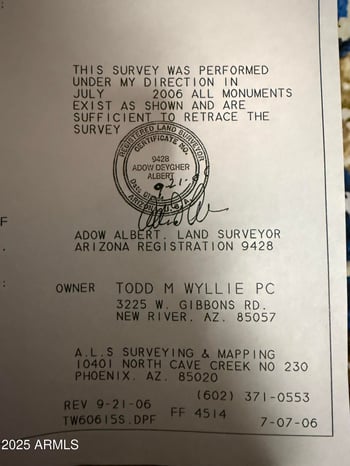 THIS SURVEY WAS PERFORMED
UNDER MY DIRECTION IN
JULY 2006 ALL MONUMENTS
EXIST AS SHOWN AND ARE
SUFFICIENT TO RETRACE THE
SURVEY
REGISTERED LAND SURVEYOR
CERTIFICATE NO.
9428
ADOW DEYGHER
ALBERT
ADOW ALBERT. LAND SURVEYOR
ARIZONA REGISTRATION 9428
F
OWNER TODD M WYLLIE PC
3225 W. GIBBONS RD.
NEW RIVER. AZ. 85057
A.L.S SURVEYING & MAPPING
10401 NORTH CAVE CREEK NO 230
PHOENIX. AZ. 85020
(602) 371-0553
REV 9-21-06
FF 4514
TW60615S.DPF
7-07-06
2025 ARMLS